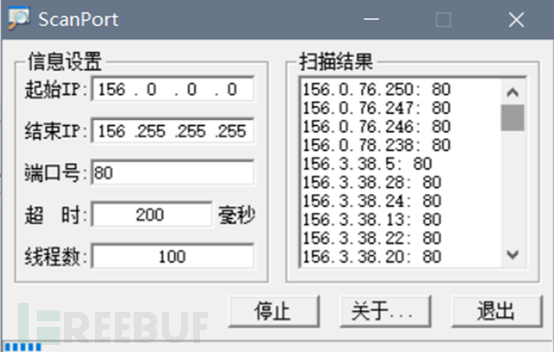 ScanPort
信息设置
起始IP: 156 . 0 . 0 . 0
结束IP: 156 .255 .255 .255
端口号: 80
超 时: 200 毫秒
线程数: 100
扫描结果
156.0.76.250: 80
156.0.76.247: 80
156.0.76.246: 80
156.0.78.238: 80
156.3.38.5: 80
156.3.38.28: 80
156.3.38.24: 80
156.3.38.13: 80
156.3.38.22: 80
156.3.38.20: 80
停止 关于... 退出
FREEBUF